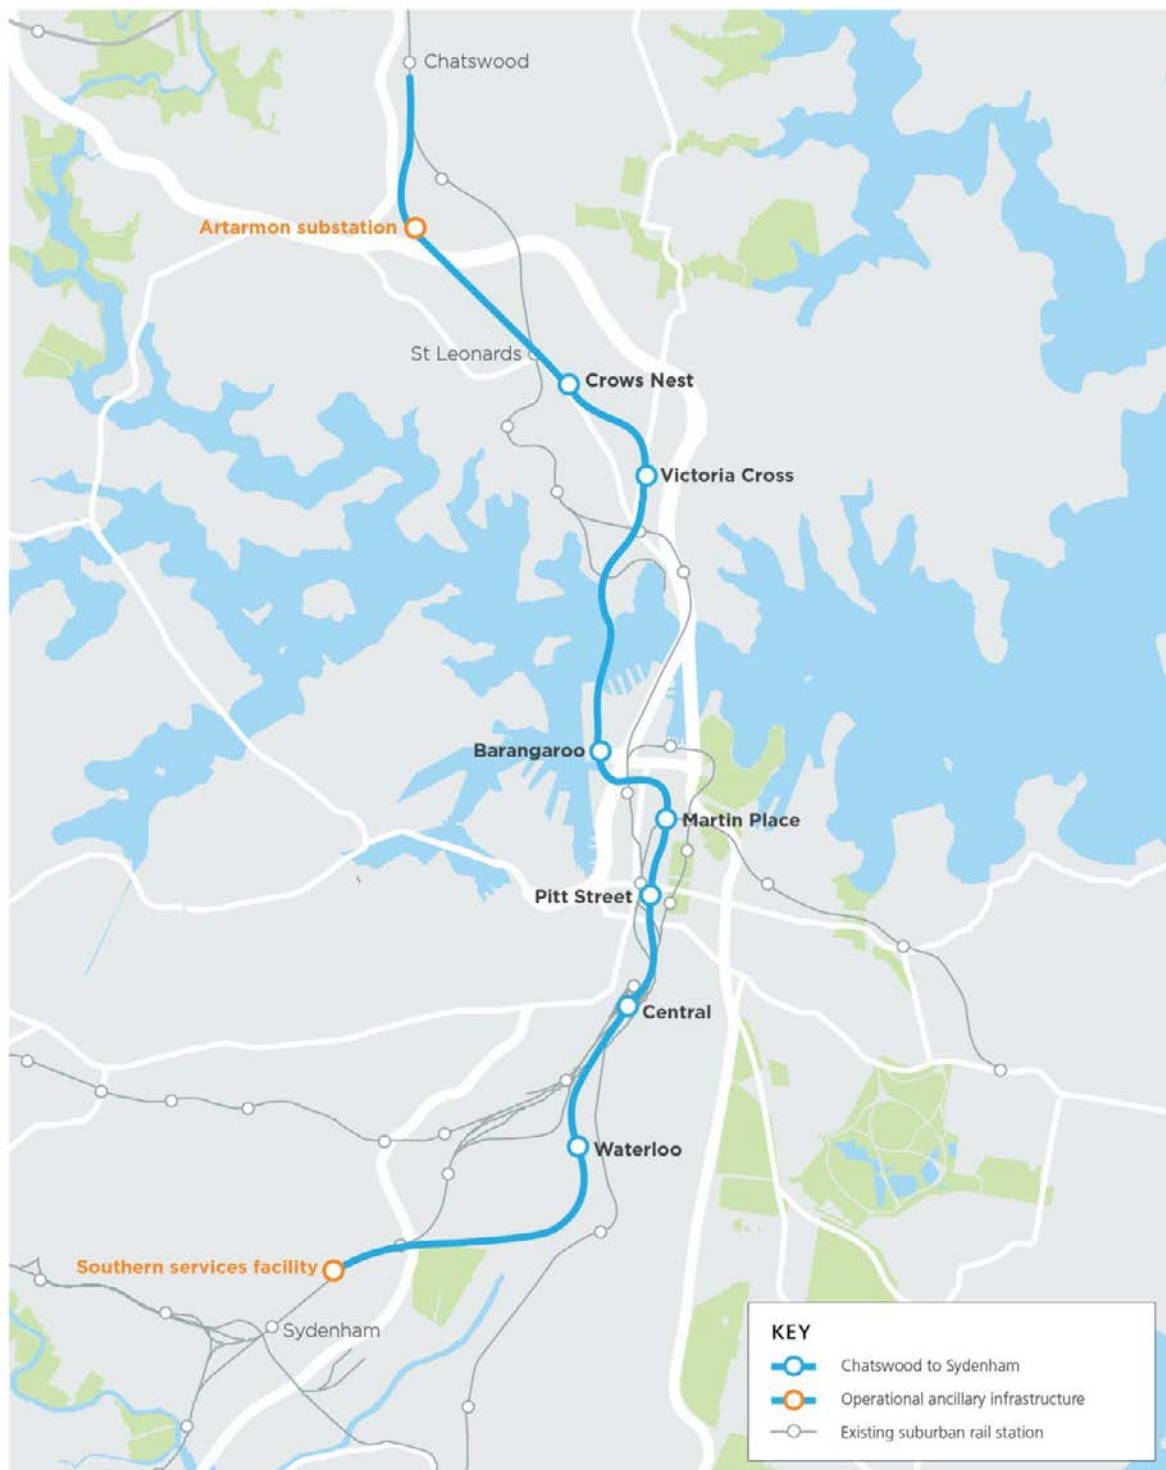 Chatswood
Artarmon substation
St Leonards
Crows Nest
Victoria Cross
Barangaroo
Martin Place
Pitt Street
Central
Waterloo
Southern services facility
Sydenham
KEY
Chatswood to Sydenham
Operational ancillary infrastructure
Existing suburban rail station